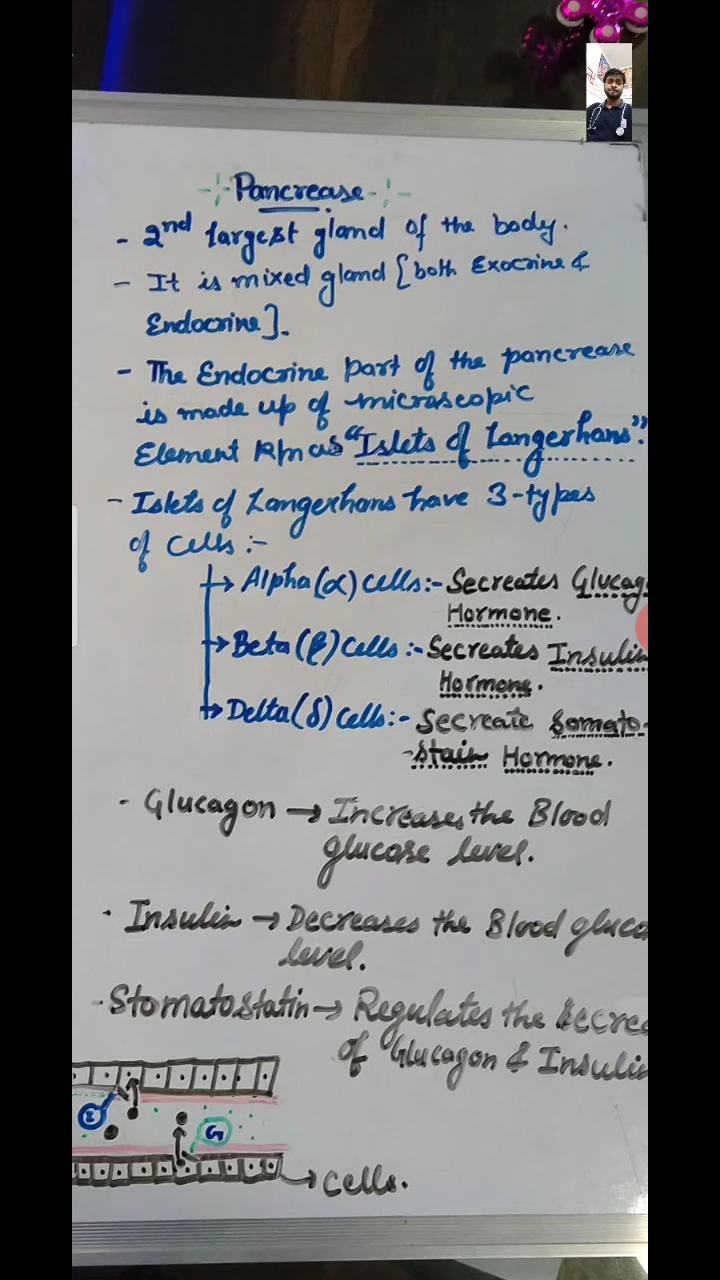 Pancrease
- 2nd largest gland of the body.
- It is mixed gland [both Exocrine &
Endocrine].
- The Endocrine part of the pancrease
is made up of microscopic
Element k/n as "Islets of Langerhans".
- Islets of Langerhans have 3-types
of cells :-
→ Alpha(α) cells:- Secreates Glucag
Hormone.
→ Beta(β) cells :- Secreates Insulin
Hormone.
→ Delta(δ) cells:- Secreate Somato-
-stain Hormone.
· Glucagon → Increases the Blood
glucose level.
· Insulin → Decreases the Blood gluco
level.
· Stomatostatin → Regulates the Secre
of Glucagon & Insulin
I
G
→ cells.